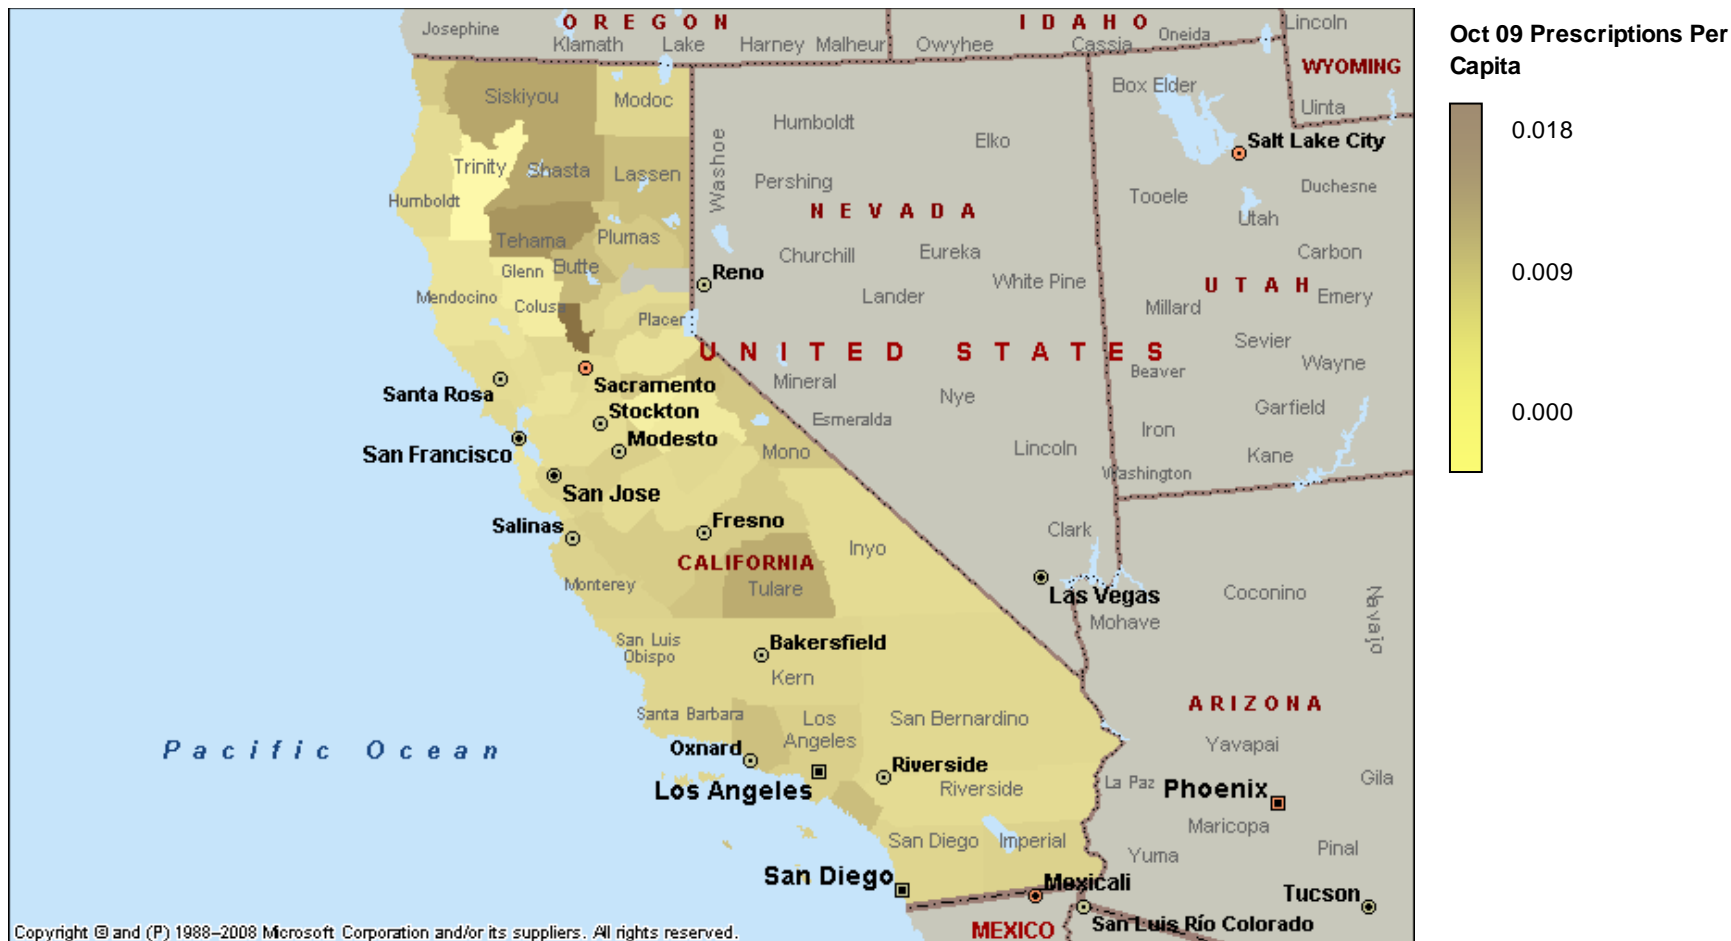 OREGON
IDAHO
Lincoln
Josephine
Klamath
Lake
Harney
Malheur
Owyhee
Cassia
Oneida
WYOMING
Oct 09 Prescriptions Per
Capita
Siskiyou
Modoc
Box Elder
Uinta
0.018
Humboldt
Elko
Salt Lake City
Trinity
Shasta
Lassen
Washoe
Pershing
Tooele
Duchesne
Humboldt
NEVADA
Utah
Tehama
Plumas
Churchill
Eureka
Carbon
Glenn
Butte
Reno
White Pine
0.009
Mendocino
Colusa
Lander
UTAH
Emery
Millard
Placer
UNITED STATES
Sevier
Wayne
Santa Rosa
Sacramento
Mineral
Beaver
Stockton
Esmeralda
Nye
Garfield
0.000
San Francisco
Modesto
Mono
Lincoln
Iron
Kane
Washington
San Jose
Salinas
Fresno
Clark
CALIFORNIA
Inyo
Monterey
Tulare
Las Vegas
Coconino
Navajo
Mohave
San Luis
Obispo
Bakersfield
Kern
ARIZONA
Santa Barbara
Los
Angeles
San Bernardino
Yavapai
Pacific Ocean
Oxnard
Riverside
Los Angeles
Riverside
La Paz
Phoenix
Gila
Maricopa
San Diego
Imperial
Yuma
Pinal
San Diego
Mexicali
Tucson
San Luis Río Colorado
MEXICO
Copyright © and (P) 1988–2008 Microsoft Corporation and/or its suppliers. All rights reserved.